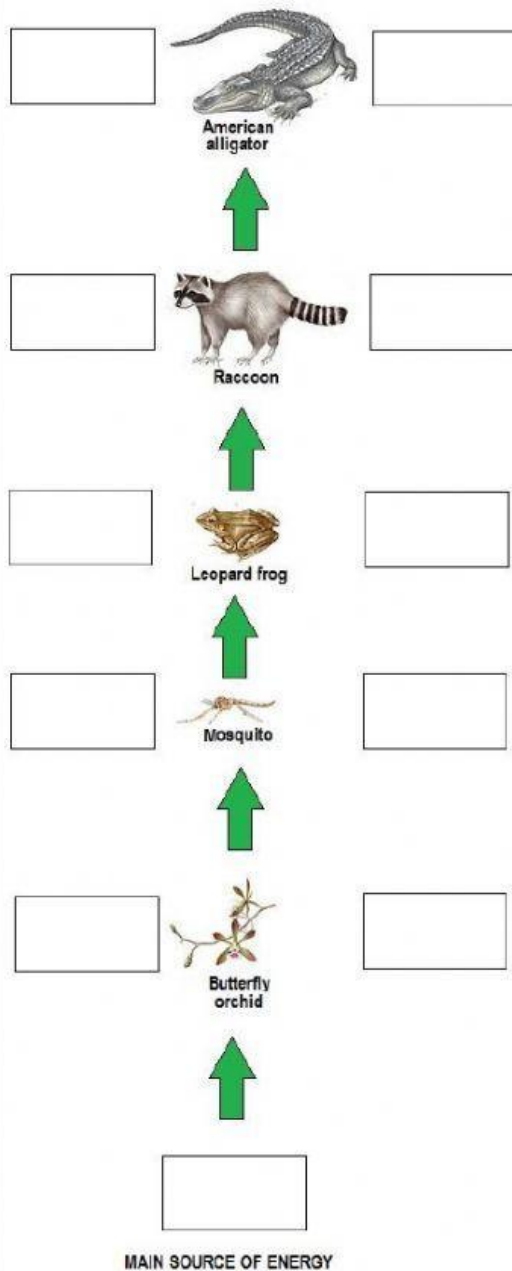 American
alligator
Raccoon
Leopard frog
Mosquito
Butterfly
orchid
MAIN SOURCE OF ENERGY